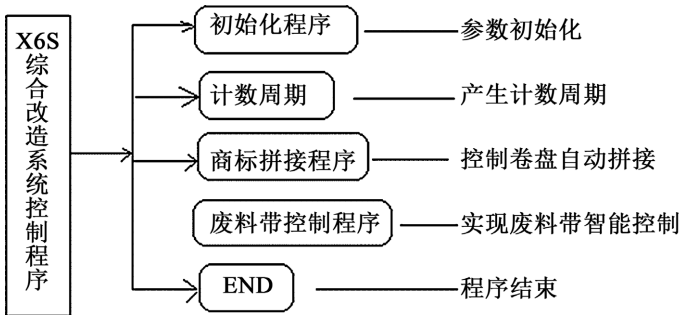 X6S综合改造系统控制程序
初始化程序 参数初始化
计数周期 产生计数周期
商标拼接程序 控制卷盘自动拼接
废料带控制程序 实现废料带智能控制
END 程序结束